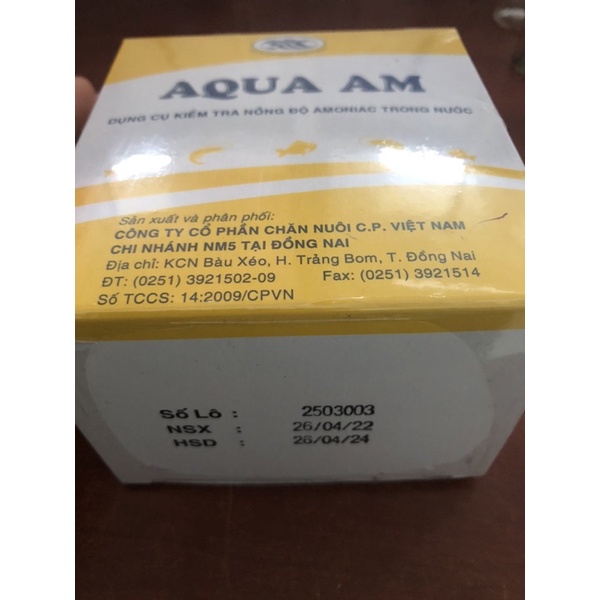 AQUA AM
DỤNG CỤ KIỂM TRA NỒNG ĐỘ AMONIAC TRONG NƯỚC
Sản xuất và phân phối:
CÔNG TY CỔ PHẦN CHĂN NUÔI C.P. VIỆT NAM
CHI NHÁNH NM5 TẠI ĐỒNG NAI
Địa chỉ: KCN Bàu Xéo, H. Trảng Bom, T. Đồng Nai
ĐT: (0251) 3921502-09 Fax: (0251) 3921514
Số TCCS: 14:2009/CPVN
Số Lô : 2503003
NSX : 26/04/22
HSD : 26/04/24